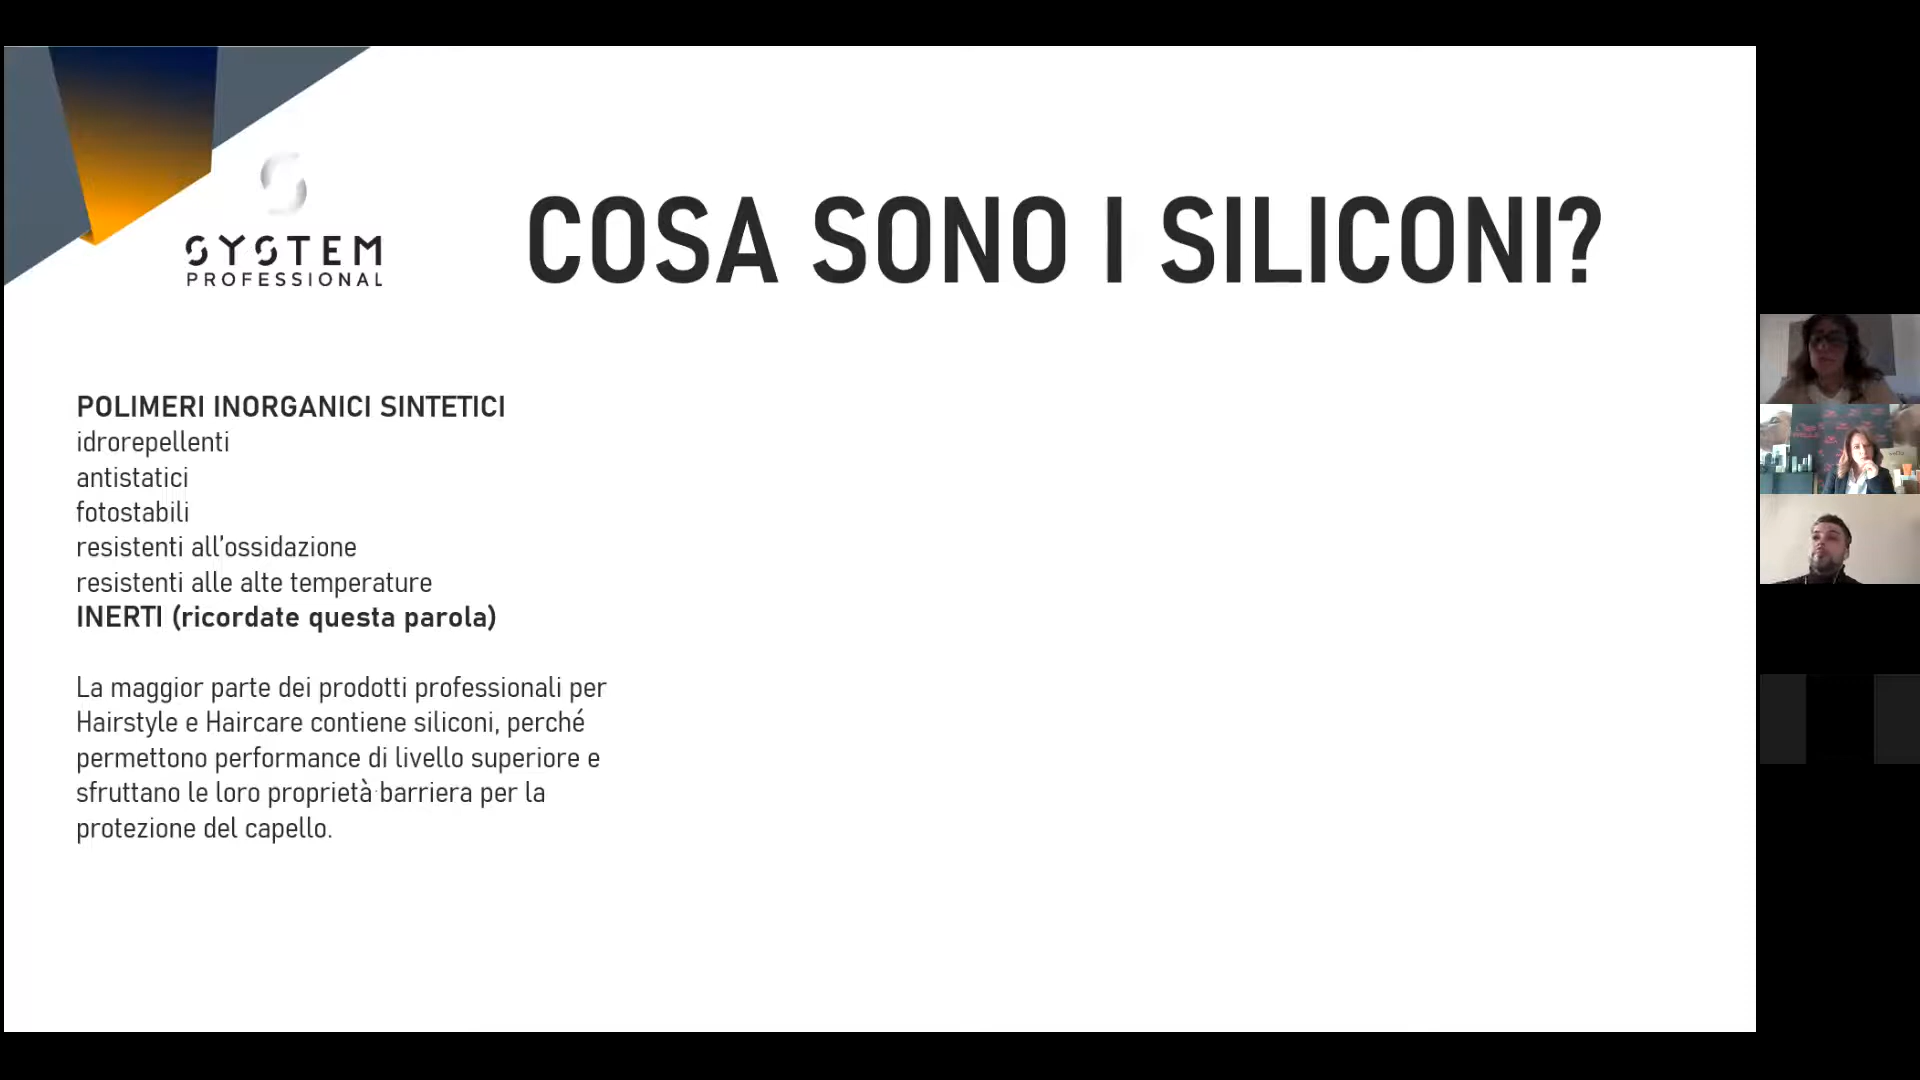 SYSTEM
PROFESSIONAL
COSA SONO I SILICONI?
POLIMERI INORGANICI SINTETICI
idrorepellenti
antistatici
fotostabili
resistenti all'ossidazione
resistenti alle alte temperature
INERTI (ricordate questa parola)
La maggior parte dei prodotti professionali per
Hairstyle e Haircare contiene siliconi, perché
permettono performance di livello superiore e
sfruttano le loro proprietà barriera per la
protezione del capello.